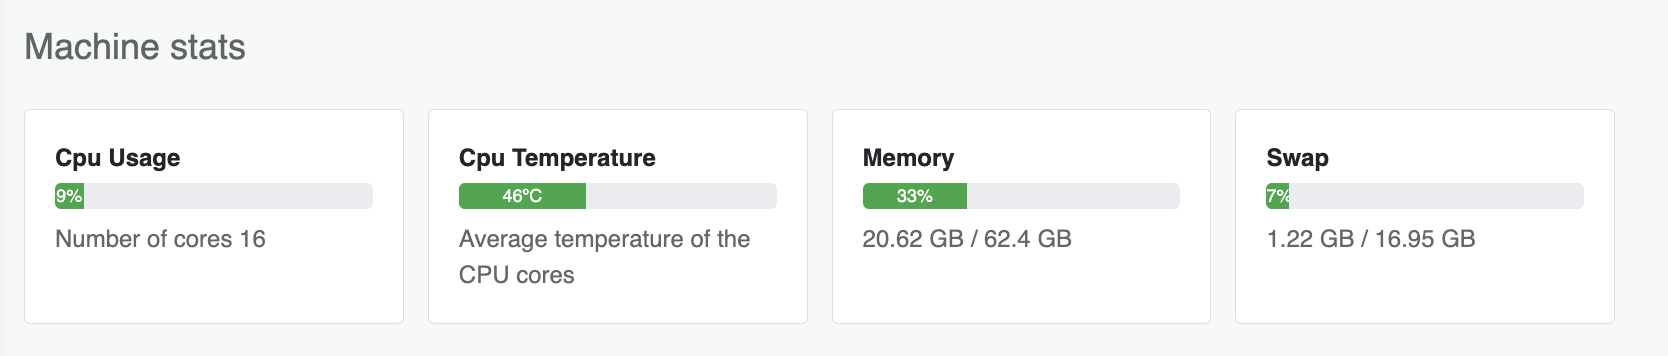 Machine stats
Cpu Usage
9%
Number of cores 16
Cpu Temperature
46°C
Average temperature of the
CPU cores
Memory
33%
20.62 GB / 62.4 GB
Swap
7%
1.22 GB / 16.95 GB